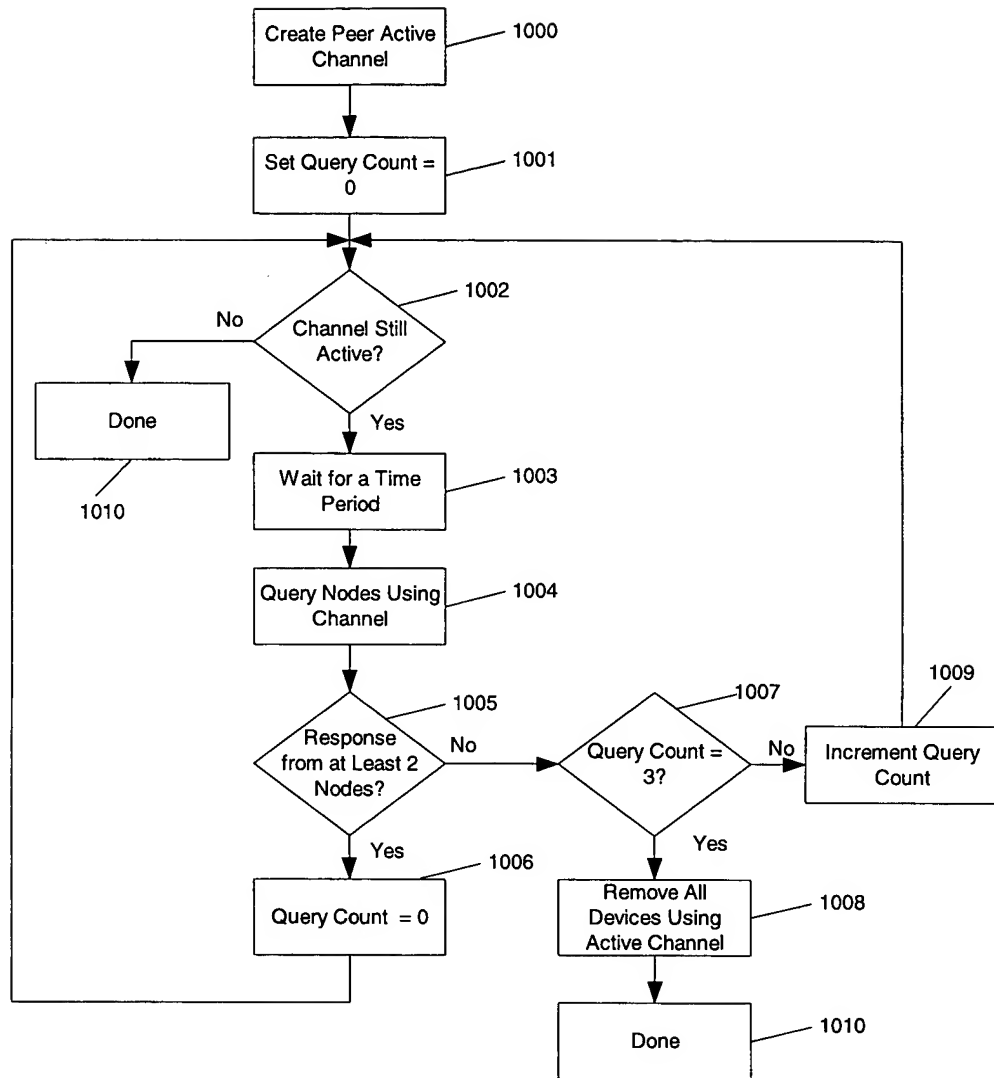 Create Peer Active
Channel
1000
Set Query Count =
0
1001
1002
No
Channel Still
Active?
Done
Yes
1010
Wait for a Time
Period
1003
Query Nodes Using
Channel
1004
1005
Response
from at Least 2
Nodes?
No
1007
Query Count =
3?
No
1009
Increment Query
Count
Yes
1006
Query Count = 0
Yes
Remove All
Devices Using
Active Channel
1008
Done
1010